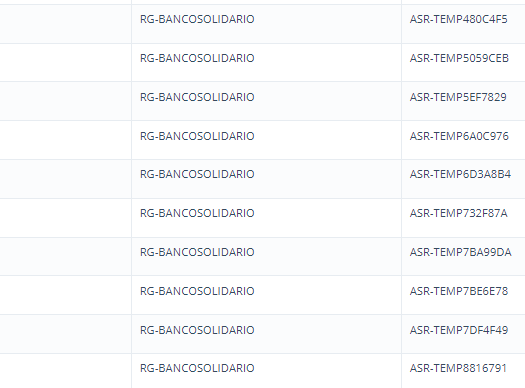 RG-BANCOSOLIDARIO ASR-TEMP480C4F5
RG-BANCOSOLIDARIO ASR-TEMP5059CEB
RG-BANCOSOLIDARIO ASR-TEMP5EF7829
RG-BANCOSOLIDARIO ASR-TEMP6A0C976
RG-BANCOSOLIDARIO ASR-TEMP6D3A8B4
RG-BANCOSOLIDARIO ASR-TEMP732F87A
RG-BANCOSOLIDARIO ASR-TEMP7BA99DA
RG-BANCOSOLIDARIO ASR-TEMP7BE6E78
RG-BANCOSOLIDARIO ASR-TEMP7DF4F49
RG-BANCOSOLIDARIO ASR-TEMP8816791